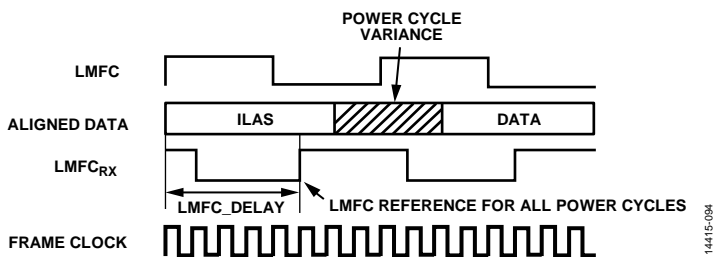 POWER CYCLE
VARIANCE
LMFC
ALIGNED DATA
ILAS
DATA
LMFCRX
LMFC_DELAY
LMFC REFERENCE FOR ALL POWER CYCLES
FRAME CLOCK
14415-094